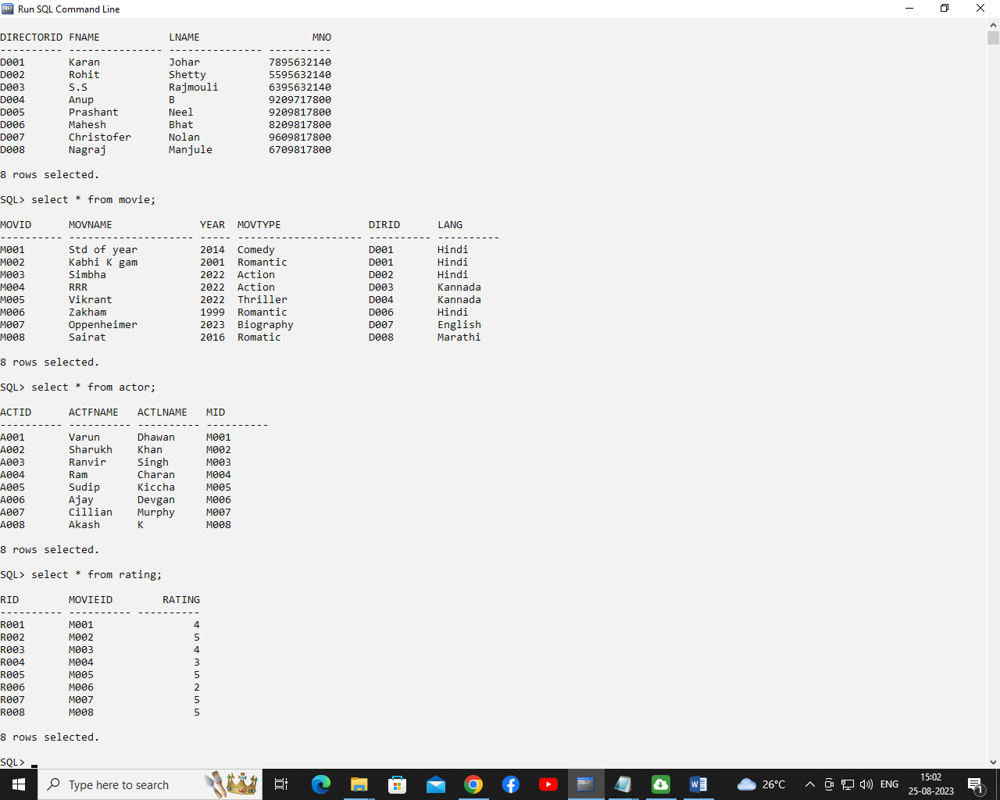 Run SQL Command Line
DIRECTORID FNAME           LNAME                  MNO
---------- --------------- --------------- ----------
D001       Karan           Johar           7895632140
D002       Rohit           Shetty          5595632140
D003       S.S             Rajmouli        6395632140
D004       Anup            B               9209717800
D005       Prashant        Neel            9209817800
D006       Mahesh          Bhat            8209817800
D007       Christofer      Nolan           9609817800
D008       Nagraj          Manjule         6709817800
8 rows selected.
SQL> select * from movie;
MOVID      MOVNAME              YEAR  MOVTYPE              DIRID      LANG
---------- -------------------- ----- -------------------- ---------- ----------
M001       Std of year          2014  Comedy               D001       Hindi
M002       Kabhi K gam          2001  Romantic             D001       Hindi
M003       Simbha               2022  Action               D002       Hindi
M004       RRR                  2022  Action               D003       Kannada
M005       Vikrant              2022  Thriller             D004       Kannada
M006       Zakham               1999  Romantic             D006       Hindi
M007       Oppenheimer          2023  Biography            D007       English
M008       Sairat               2016  Romatic              D008       Marathi
8 rows selected.
SQL> select * from actor;
ACTID      ACTFNAME   ACTLNAME   MID
---------- ---------- ---------- ----------
A001       Varun      Dhawan     M001
A002       Sharukh    Khan       M002
A003       Ranvir     Singh      M003
A004       Ram        Charan     M004
A005       Sudip      Kiccha     M005
A006       Ajay       Devgan     M006
A007       Cillian    Murphy     M007
A008       Akash      K          M008
8 rows selected.
SQL> select * from rating;
RID        MOVIEID        RATING
---------- ---------- ----------
R001       M001                4
R002       M002                5
R003       M003                4
R004       M004                3
R005       M005                5
R006       M006                2
R007       M007                5
R008       M008                5
8 rows selected.
SQL>
Type here to search
26°C
ENG
15:02
25-08-2023
1